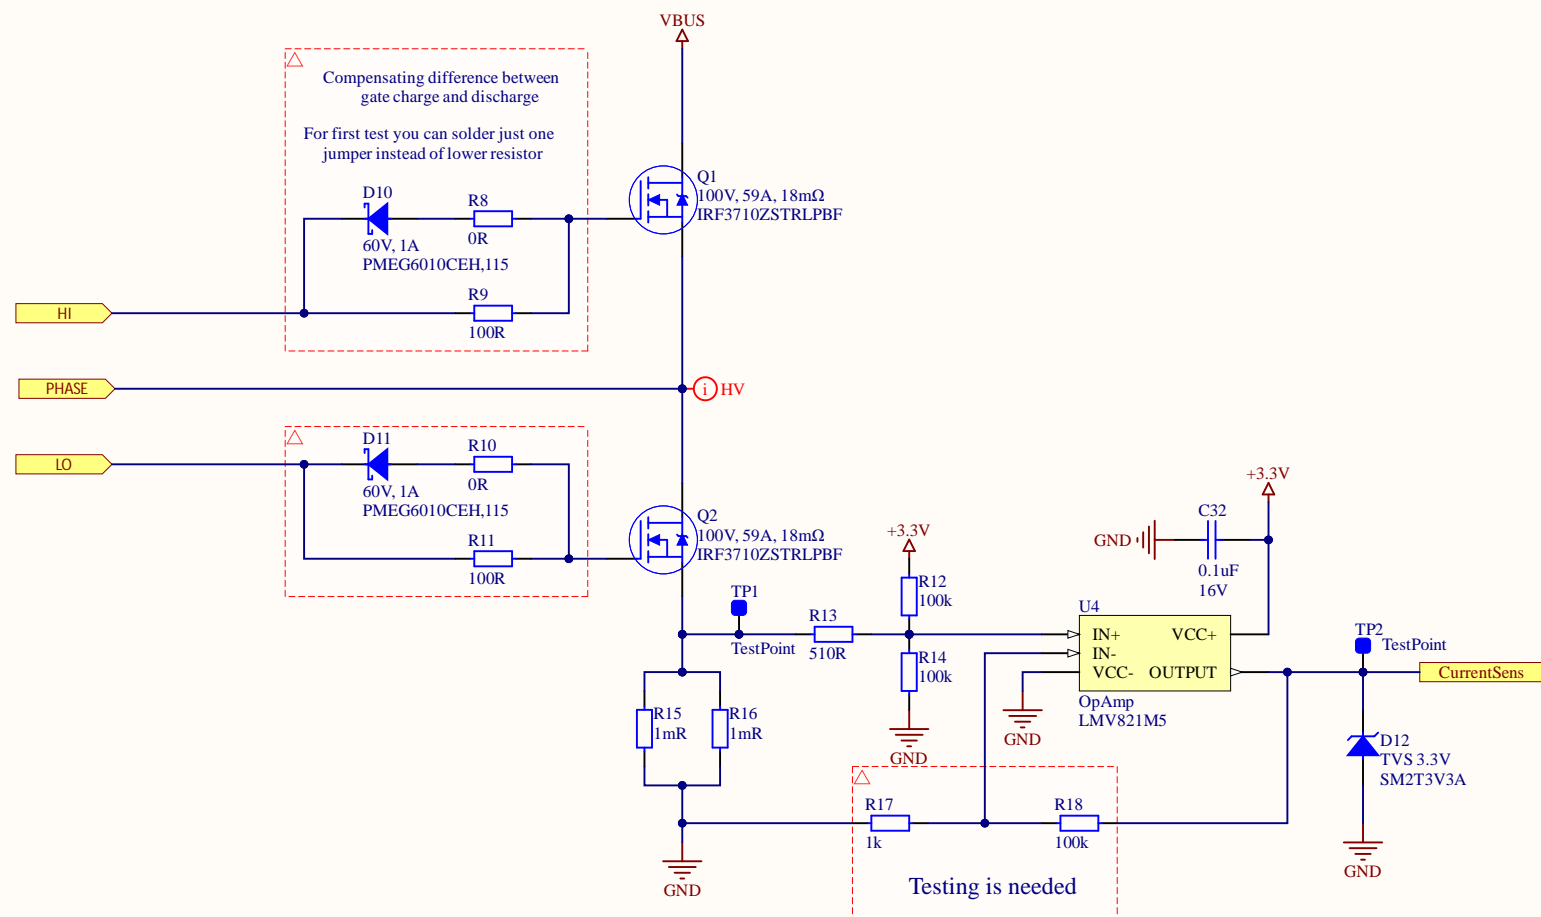 VBUS
Compensating difference between
gate charge and discharge
For first test you can solder just one
jumper instead of lower resistor
D10
60V, 1A
PMEG6010CEH,115
R8
0R
R9
100R
Q1
100V, 59A, 18mΩ
IRF3710ZSTRLPBF
HI
PHASE
i HV
LO
D11
60V, 1A
PMEG6010CEH,115
R10
0R
R11
100R
Q2
100V, 59A, 18mΩ
IRF3710ZSTRLPBF
TP1
TestPoint
R13
510R
+3.3V
R12
100k
R14
100k
GND
+3.3V
C32
GND
0.1uF
16V
U4
IN+ VCC+
IN-
VCC- OUTPUT
OpAmp
LMV821M5
GND
TP2
TestPoint
CurrentSens
D12
TVS 3.3V
SM2T3V3A
GND
R15
1mR
R16
1mR
GND
R17
1k
R18
100k
Testing is needed